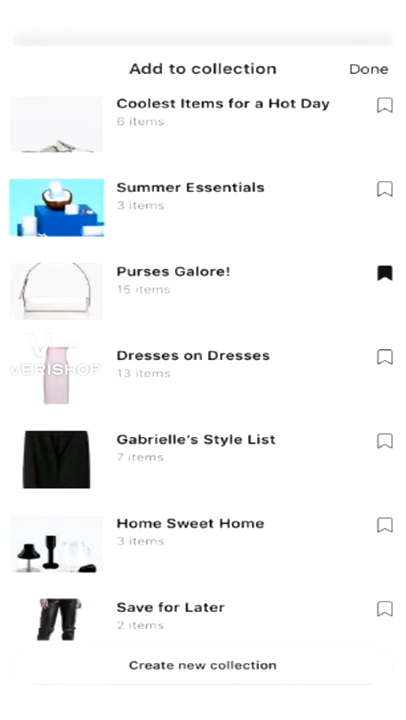 Add to collection Done
Coolest Items for a Hot Day
6 items
Summer Essentials
3 items
Purses Galore!
15 items
Dresses on Dresses
13 items
VERISHOP
Gabrielle's Style List
7 items
Home Sweet Home
3 items
Save for Later
2 items
Create new collection